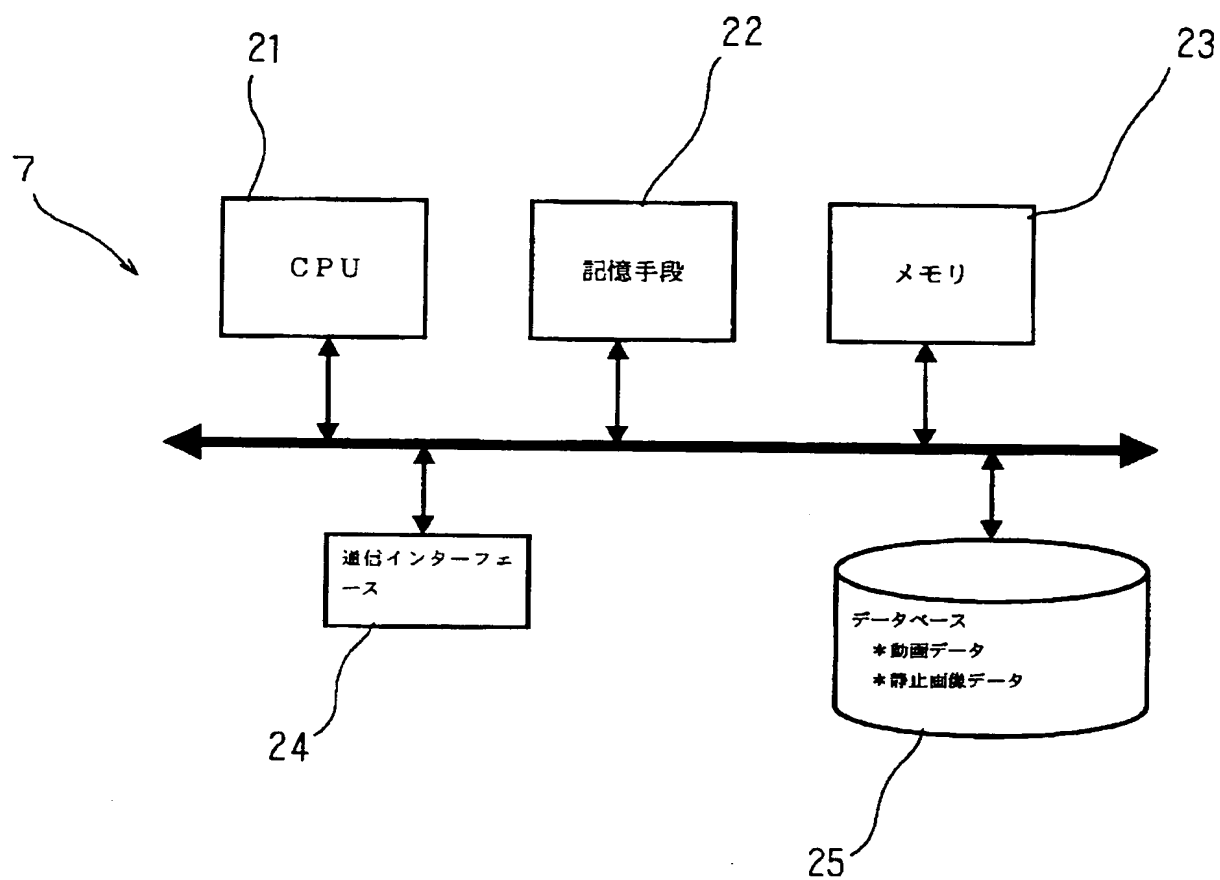 21
22
23
7
CPU
記憶手段
メモリ
通信インターフェ
ース
データベース
*動画データ
*静止画像データ
24
25